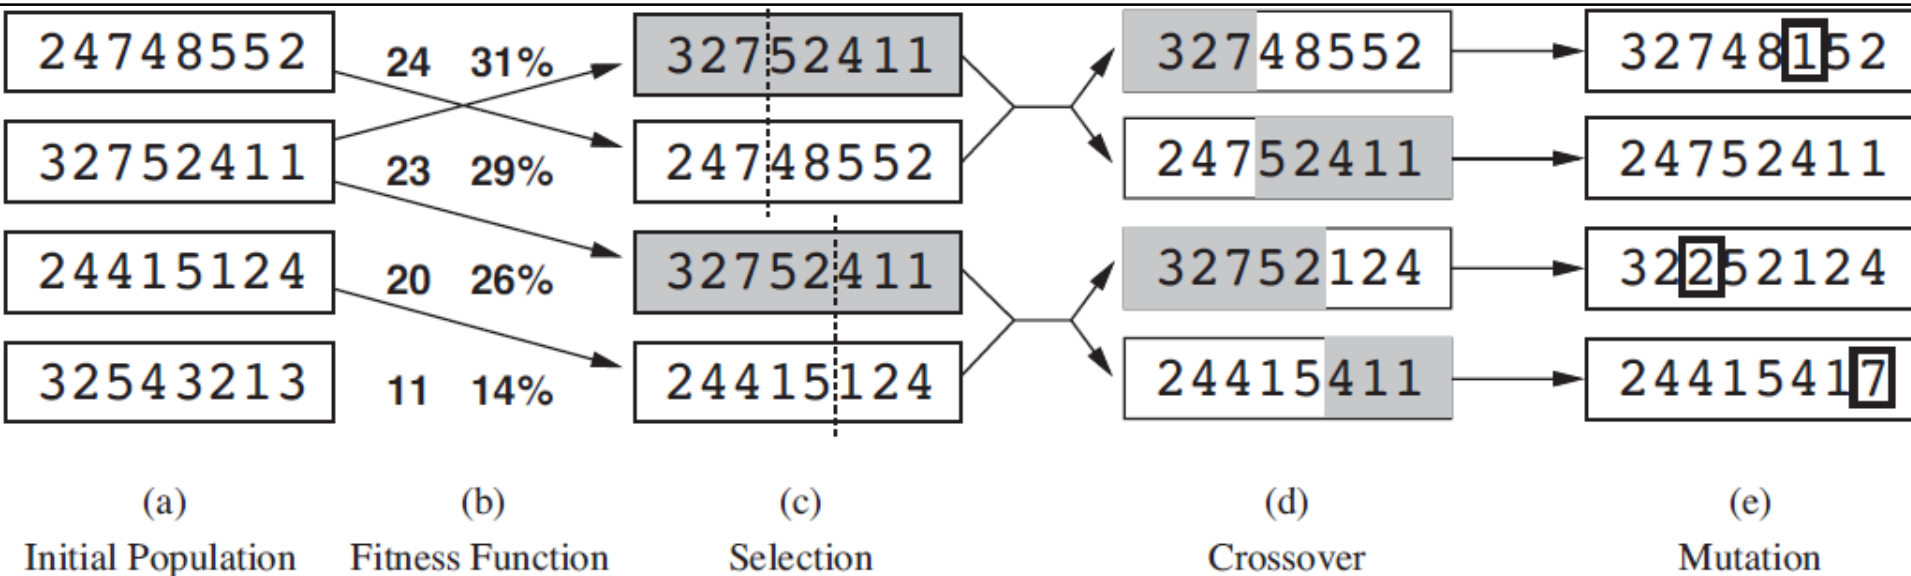 24748552 24 31% 32752411 32748552 32748152
32752411 23 29% 24748552 24752411 24752411
24415124 20 26% 32752411 32752124 32252124
32543213 11 14% 24415124 24415411 24415417
(a) (b) (c) (d) (e)
Initial Population Fitness Function Selection Crossover Mutation